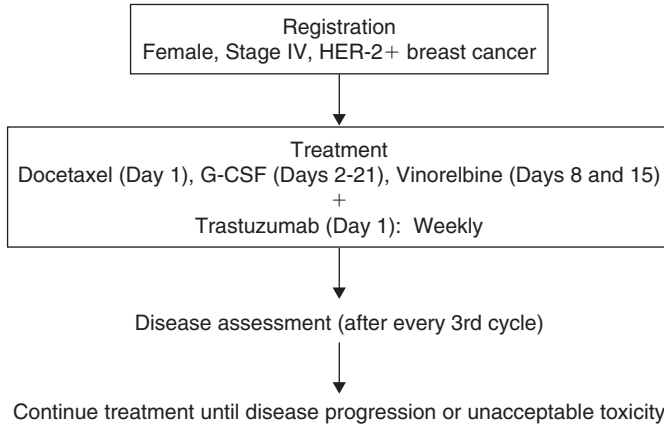 Registration
Female, Stage IV, HER-2+ breast cancer
Treatment
Docetaxel (Day 1), G-CSF (Days 2-21), Vinorelbine (Days 8 and 15)
+
Trastuzumab (Day 1): Weekly
Disease assessment (after every 3rd cycle)
Continue treatment until disease progression or unacceptable toxicity